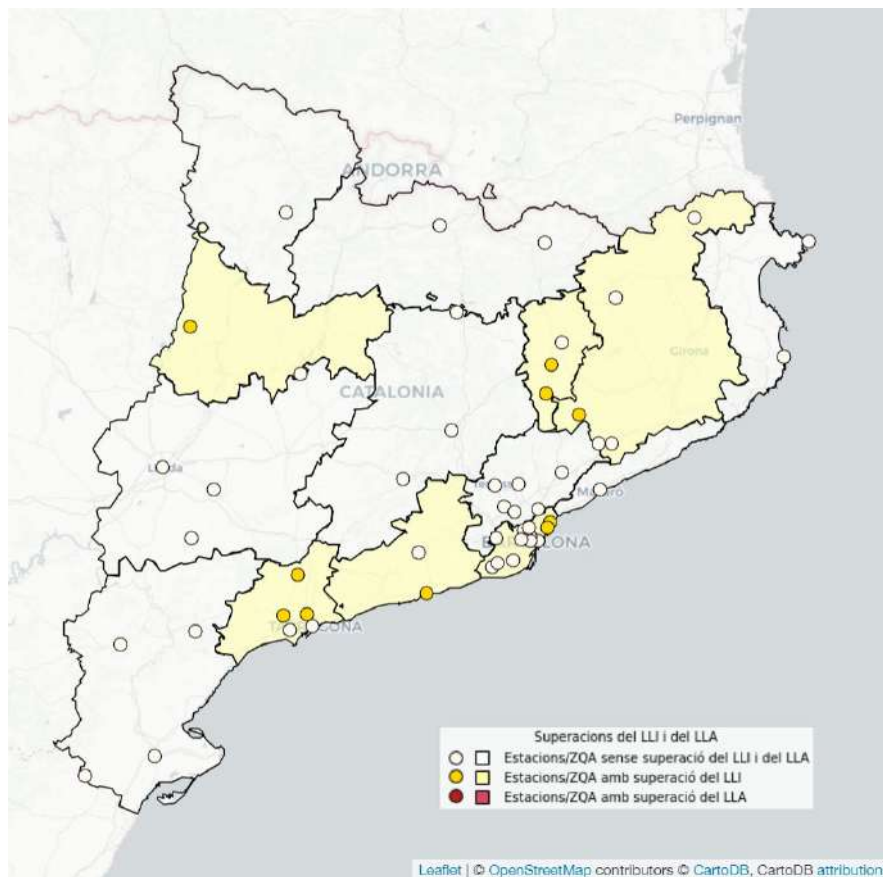 Perpignan
ANDORRA
Girona
CATALONIA
Lleida
Mataró
BARCELONA
TARRAGONA
Superacions del LLI i del LLA
Estacions/ZQA sense superació del LLI i del LLA
Estacions/ZQA amb superació del LLI
Estacions/ZQA amb superació del LLA
Leaflet | © OpenStreetMap contributors © CartoDB, CartoDB attribution